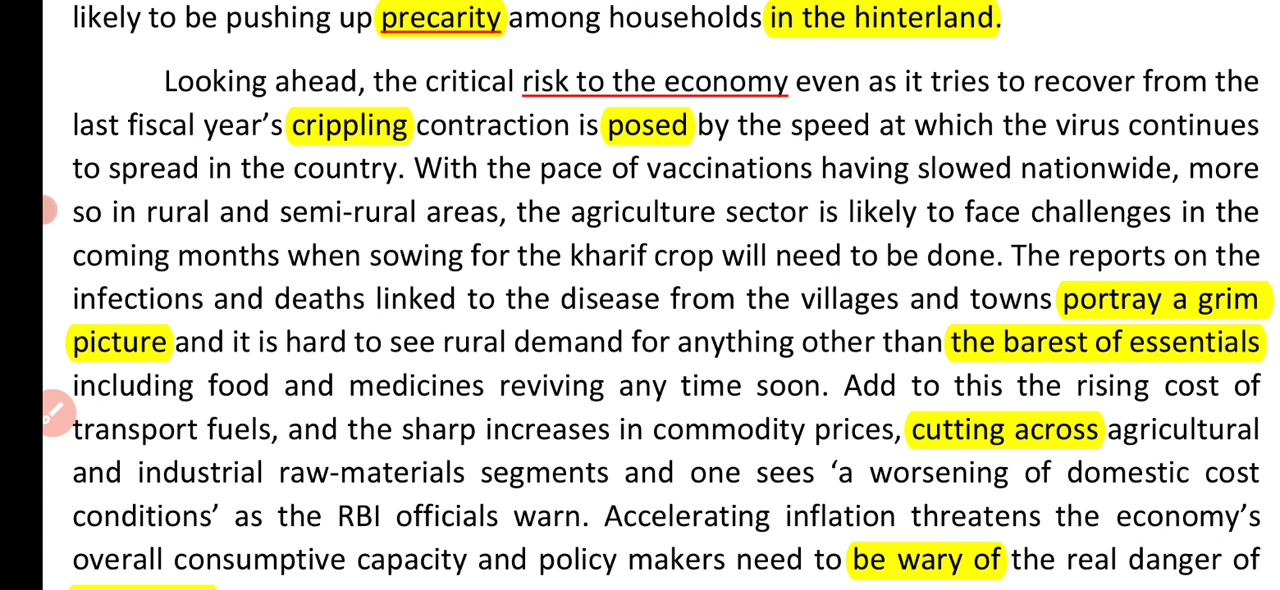 likely to be pushing up precarity among households in the hinterland.
Looking ahead, the critical risk to the economy even as it tries to recover from the
last fiscal year’s crippling contraction is posed by the speed at which the virus continues
to spread in the country. With the pace of vaccinations having slowed nationwide, more
so in rural and semi-rural areas, the agriculture sector is likely to face challenges in the
coming months when sowing for the kharif crop will need to be done. The reports on the
infections and deaths linked to the disease from the villages and towns portray a grim
picture and it is hard to see rural demand for anything other than the barest of essentials
including food and medicines reviving any time soon. Add to this the rising cost of
transport fuels, and the sharp increases in commodity prices, cutting across agricultural
and industrial raw-materials segments and one sees ‘a worsening of domestic cost
conditions’ as the RBI officials warn. Accelerating inflation threatens the economy’s
overall consumptive capacity and policy makers need to be wary of the real danger of